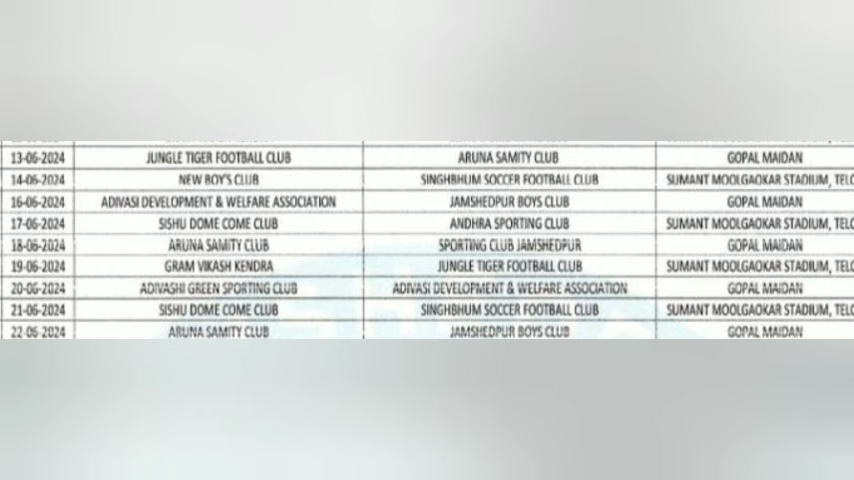 13-06-2024 JUNGLE TIGER FOOTBALL CLUB ARUNA SAMITY CLUB GOPAL MAIDAN
14-06-2024 NEW BOY'S CLUB SINGHBHUM SOCCER FOOTBALL CLUB SUMANT MOOLGAOKAR STADIUM, TELC
16-06-2024 ADIVASI DEVELOPMENT & WELFARE ASSOCIATION JAMSHEDPUR BOYS CLUB GOPAL MAIDAN
17-06-2024 SISHU DOME COME CLUB ANDHRA SPORTING CLUB SUMANT MOOLGAOKAR STADIUM, TELC
18-06-2024 ARUNA SAMITY CLUB SPORTING CLUB JAMSHEDPUR GOPAL MAIDAN
19-06-2024 GRAM VIKASH KENDRA JUNGLE TIGER FOOTBALL CLUB SUMANT MOOLGAOKAR STADIUM, TELC
20-06-2024 ADIVASHI GREEN SPORTING CLUB ADIVASI DEVELOPMENT & WELFARE ASSOCIATION GOPAL MAIDAN
21-06-2024 SISHU DOME COME CLUB SINGHBHUM SOCCER FOOTBALL CLUB SUMANT MOOLGAOKAR STADIUM, TELC
22-06-2024 ARUNA SAMITY CLUB JAMSHEDPUR BOYS CLUB GOPAL MAIDAN